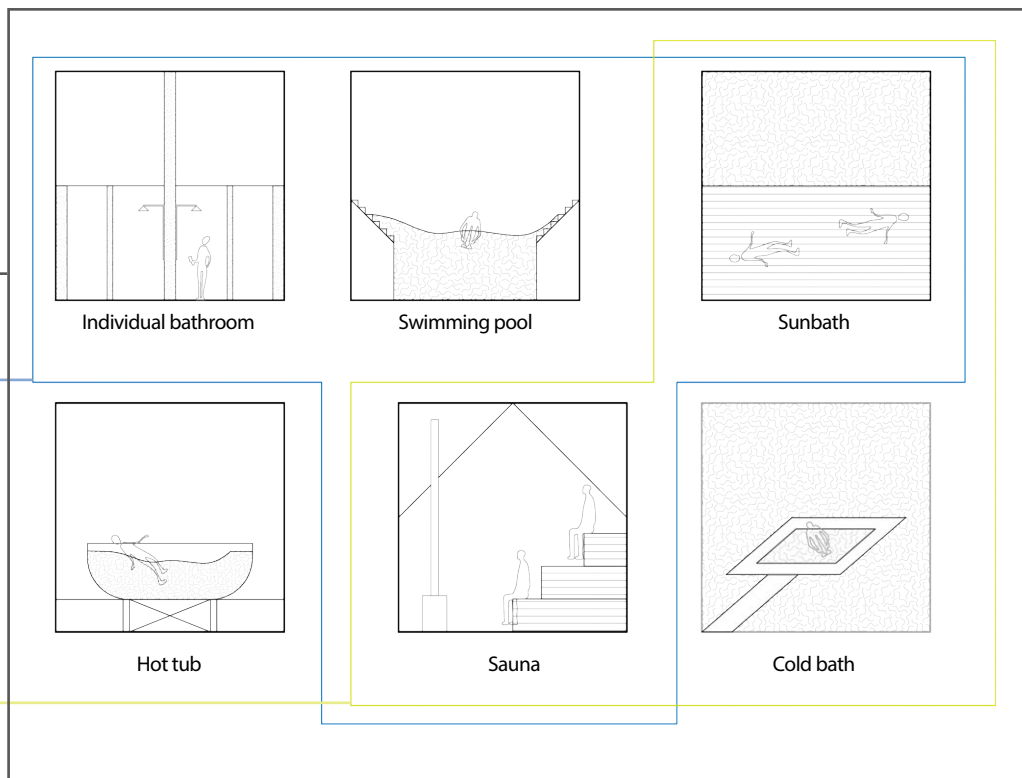 Individual bathroom
Swimming pool
Sunbath
Hot tub
Sauna
Cold bath